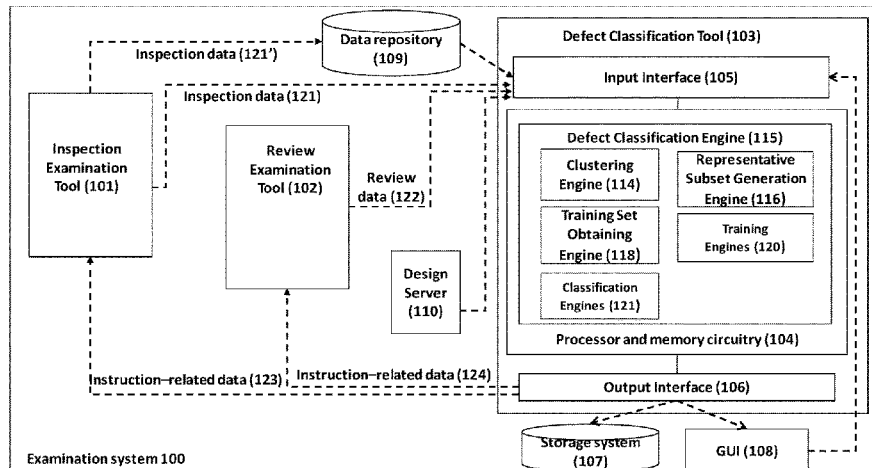 Inspection data (121')
Data repository
(109)
Defect Classification Tool (103)
Input Interface (105)
Inspection data (121)
Inspection
Examination
Tool (101)
Review
Examination
Tool (102)
Review
data (122)
Design
Server
(110)
Defect Classification Engine (115)
Clustering
Engine (114)
Representative
Subset Generation
Engine (116)
Training Set
Obtaining
Engine (118)
Training
Engines (120)
Classification
Engines (121)
Processor and memory circuitry (104)
Instruction–related data (123)
Instruction–related data (124)
Output Interface (106)
Storage system
(107)
GUI (108)
Examination system 100